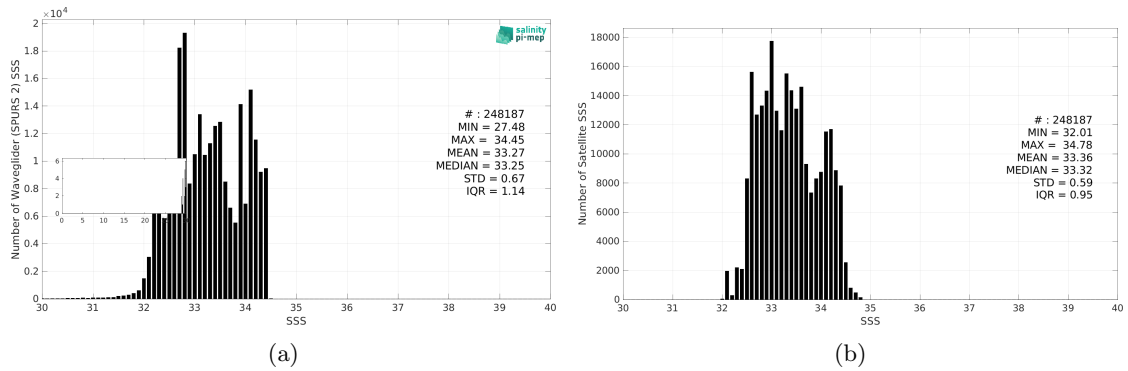 ×10⁴
2
1.8
1.6
1.4
1.2
1
0.8
0.6
0.4
0.2
0
Number of Waveglider (SPURS 2) SSS
salinity
pi-mep
# : 248187
MIN = 27.48
MAX = 34.45
MEAN = 33.27
MEDIAN = 33.25
STD = 0.67
IQR = 1.14
6
4
2
0
0 5 10 15 20
30 31 32 33 34 35 36 37 38 39 40
SSS
(a)
18000
16000
14000
12000
10000
8000
6000
4000
2000
0
Number of Satellite SSS
# : 248187
MIN = 32.01
MAX = 34.78
MEAN = 33.36
MEDIAN = 33.32
STD = 0.59
IQR = 0.95
30 31 32 33 34 35 36 37 38 39 40
SSS
(b)